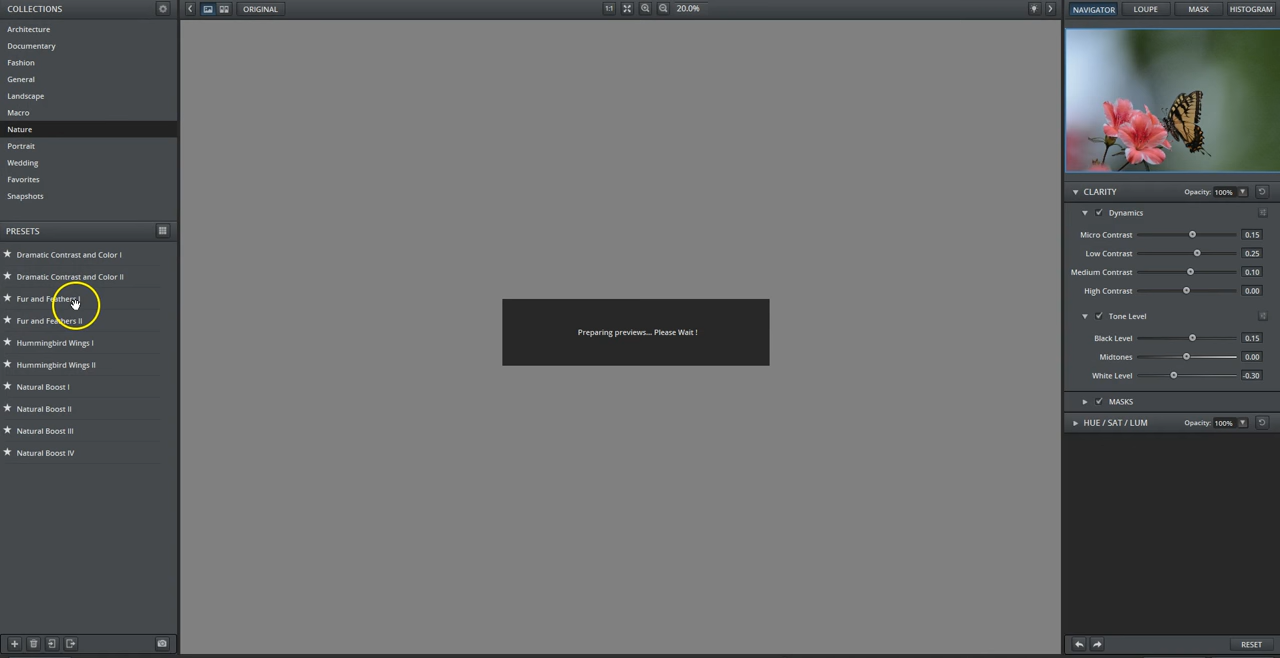 COLLECTIONS
Architecture
Documentary
Fashion
General
Landscape
Macro
Nature
Portrait
Wedding
Favorites
Snapshots
PRESETS
Dramatic Contrast and Color I
Dramatic Contrast and Color II
Fur and Feathers I
Fur and Feathers II
Hummingbird Wings I
Hummingbird Wings II
Natural Boost I
Natural Boost II
Natural Boost III
Natural Boost IV
ORIGINAL
1:1
20.0%
Preparing previews... Please Wait !
NAVIGATOR LOUPE MASK HISTOGRAM
CLARITY Opacity: 100%
Dynamics
Micro Contrast 0.15
Low Contrast 0.25
Medium Contrast 0.10
High Contrast 0.00
Tone Level
Black Level 0.15
Midtones 0.00
White Level -0.30
MASKS
HUE / SAT / LUM Opacity: 100%
RESET